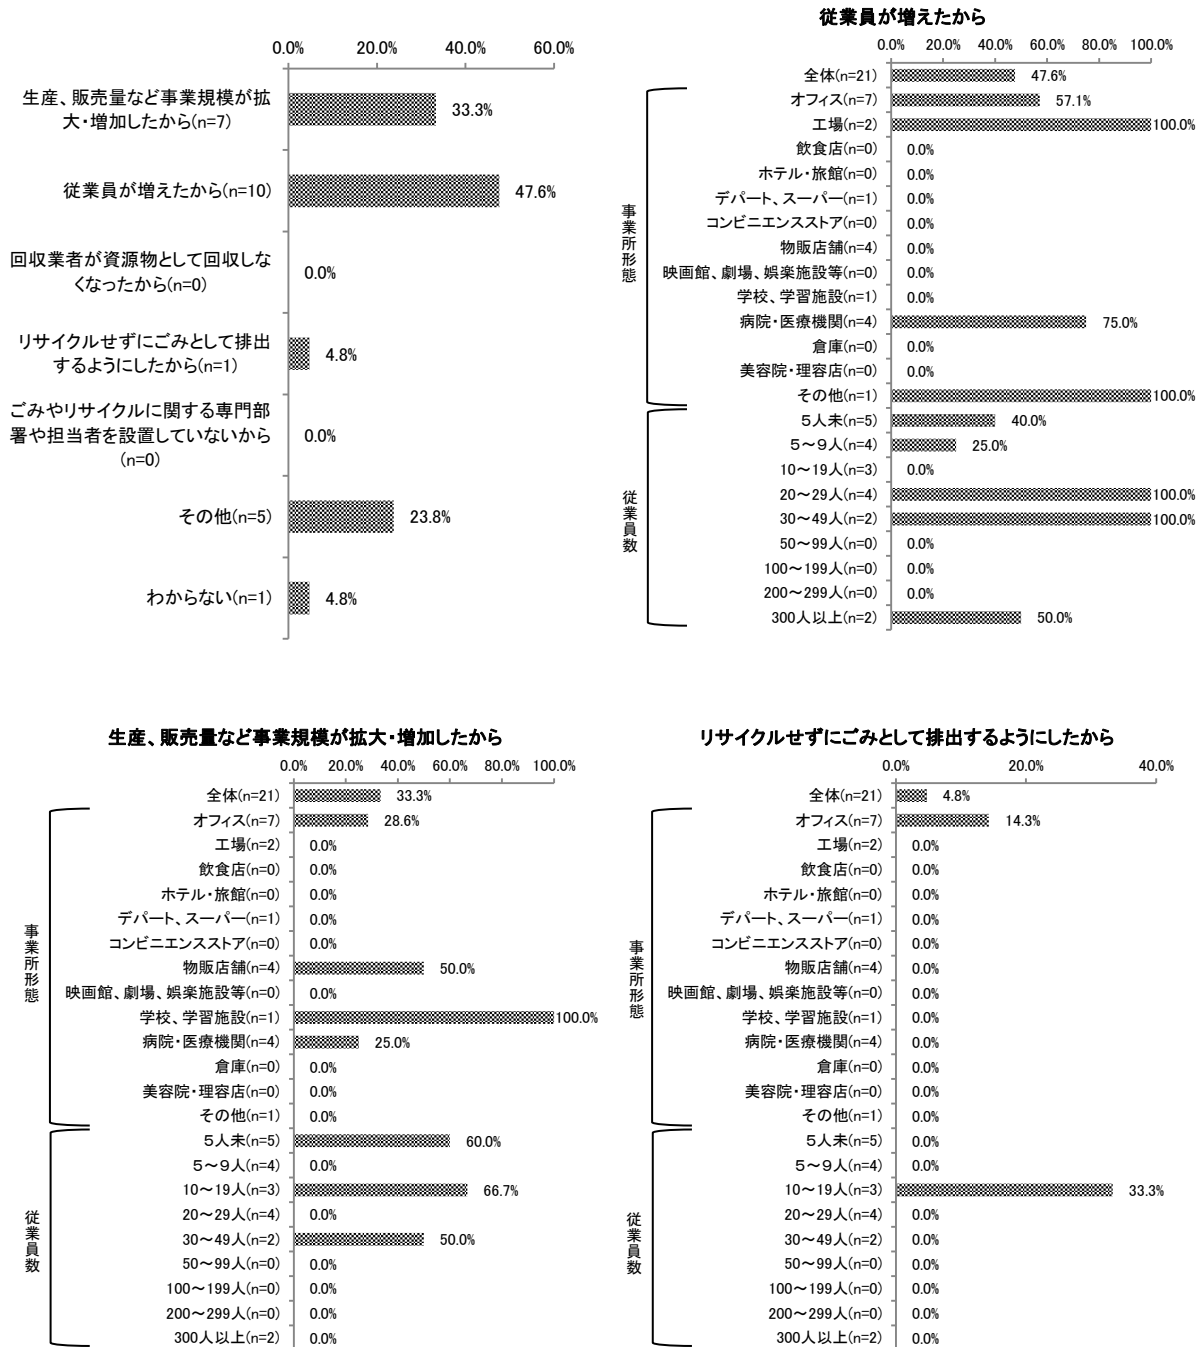 0.0% 20.0% 40.0% 60.0%
生産、販売量など事業規模が拡
大・増加したから(n=7) 33.3%
従業員が増えたから(n=10) 47.6%
回収業者が資源物として回収しな
くなったから(n=0) 0.0%
リサイクルせずにごみとして排出
するようにしたから(n=1) 4.8%
ごみやリサイクルに関する専門部
署や担当者を設置していないから
(n=0) 0.0%
その他(n=5) 23.8%
わからない(n=1) 4.8%
従業員が増えたから
0.0% 20.0% 40.0% 60.0% 80.0% 100.0%
全体(n=21) 47.6%
事業所形態
オフィス(n=7) 57.1%
工場(n=2) 100.0%
飲食店(n=0) 0.0%
ホテル・旅館(n=0) 0.0%
デパート、スーパー(n=1) 0.0%
コンビニエンスストア(n=0) 0.0%
物販店舗(n=4) 0.0%
映画館、劇場、娯楽施設等(n=0) 0.0%
学校、学習施設(n=1) 0.0%
病院・医療機関(n=4) 75.0%
倉庫(n=0) 0.0%
美容院・理容店(n=0) 0.0%
その他(n=1) 100.0%
従業員数
５人未(n=5) 40.0%
５～９人(n=4) 25.0%
10～19人(n=3) 0.0%
20～29人(n=4) 100.0%
30～49人(n=2) 100.0%
50～99人(n=0) 0.0%
100～199人(n=0) 0.0%
200～299人(n=0) 0.0%
300人以上(n=2) 50.0%
生産、販売量など事業規模が拡大・増加したから
0.0% 20.0% 40.0% 60.0% 80.0% 100.0%
全体(n=21) 33.3%
事業所形態
オフィス(n=7) 28.6%
工場(n=2) 0.0%
飲食店(n=0) 0.0%
ホテル・旅館(n=0) 0.0%
デパート、スーパー(n=1) 0.0%
コンビニエンスストア(n=0) 0.0%
物販店舗(n=4) 50.0%
映画館、劇場、娯楽施設等(n=0) 0.0%
学校、学習施設(n=1) 100.0%
病院・医療機関(n=4) 25.0%
倉庫(n=0) 0.0%
美容院・理容店(n=0) 0.0%
その他(n=1) 0.0%
従業員数
５人未(n=5) 60.0%
５～９人(n=4) 0.0%
10～19人(n=3) 66.7%
20～29人(n=4) 0.0%
30～49人(n=2) 50.0%
50～99人(n=0) 0.0%
100～199人(n=0) 0.0%
200～299人(n=0) 0.0%
300人以上(n=2) 0.0%
リサイクルせずにごみとして排出するようにしたから
0.0% 20.0% 40.0%
全体(n=21) 4.8%
事業所形態
オフィス(n=7) 14.3%
工場(n=2) 0.0%
飲食店(n=0) 0.0%
ホテル・旅館(n=0) 0.0%
デパート、スーパー(n=1) 0.0%
コンビニエンスストア(n=0) 0.0%
物販店舗(n=4) 0.0%
映画館、劇場、娯楽施設等(n=0) 0.0%
学校、学習施設(n=1) 0.0%
病院・医療機関(n=4) 0.0%
倉庫(n=0) 0.0%
美容院・理容店(n=0) 0.0%
その他(n=1) 0.0%
従業員数
５人未(n=5) 0.0%
５～９人(n=4) 0.0%
10～19人(n=3) 33.3%
20～29人(n=4) 0.0%
30～49人(n=2) 0.0%
50～99人(n=0) 0.0%
100～199人(n=0) 0.0%
200～299人(n=0) 0.0%
300人以上(n=2) 0.0%